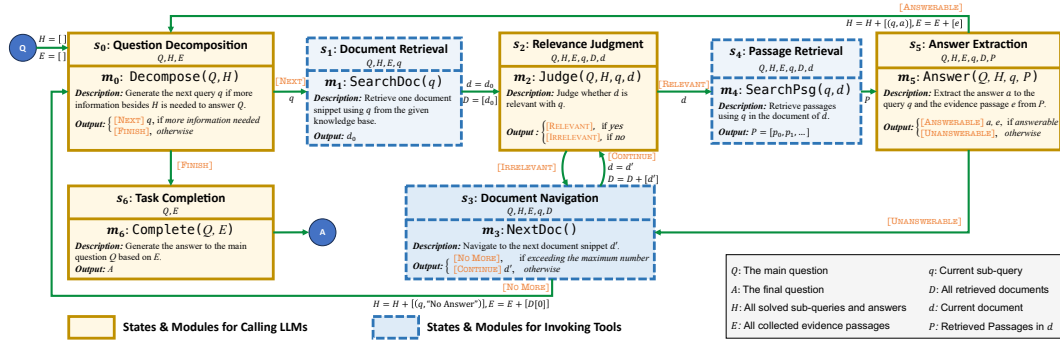 [ANSWERABLE]
H = H + [(q, a)], E = E + [e]
Q
H = [ ]
E = [ ]
s0: Question Decomposition
Q, H, E
m0: Decompose(Q, H)
Description: Generate the next query q if more
information besides H is needed to answer Q.
Output: { [NEXT] q, if more information needed
[FINISH], otherwise
[NEXT]
q
s1: Document Retrieval
Q, H, E, q
m1: SearchDoc(q)
Description: Retrieve one document
snippet using q from the given
knowledge base.
Output: d0
d = d0
D = [d0]
s2: Relevance Judgment
Q, H, E, q, D, d
m2: Judge(Q, H, q, d)
Description: Judge whether d is
relevant with q.
Output:
{ [RELEVANT], if yes
[IRRELEVANT], if no
[RELEVANT]
d
s4: Passage Retrieval
Q, H, E, q, D, d
m4: SearchPsg(q, d)
Description: Retrieve passages
using q in the document of d.
Output: P = [p0, p1, … ]
P
s5: Answer Extraction
Q, H, E, q, D, P
m5: Answer(Q, H, q, P)
Description: Extract the answer a to the
query q and the evidence passage e from P.
Output:
{ [ANSWERABLE] a, e, if answerable
[UNANSWERABLE], otherwise
[FINISH]
[IRRELEVANT]
[CONTINUE]
d = d'
D = D + [d']
[UNANSWERABLE]
s6: Task Completion
Q, E
m6: Complete(Q, E)
Description: Generate the answer to the main
question Q based on E.
Output: A
A
s3: Document Navigation
Q, H, E, q, D
m3: NextDoc()
Description: Navigate to the next document snippet d'.
Output: { [NO MORE], if exceeding the maximum number
[CONTINUE] d', otherwise
[NO MORE]
H = H + [(q, "No Answer")], E = E + [D[0]]
Q: The main question
q: Current sub-query
A: The final question
D: All retrieved documents
H: All solved sub-queries and answers
d: Current document
E: All collected evidence passages
P: Retrieved Passages in d
States & Modules for Calling LLMs
States & Modules for Invoking Tools